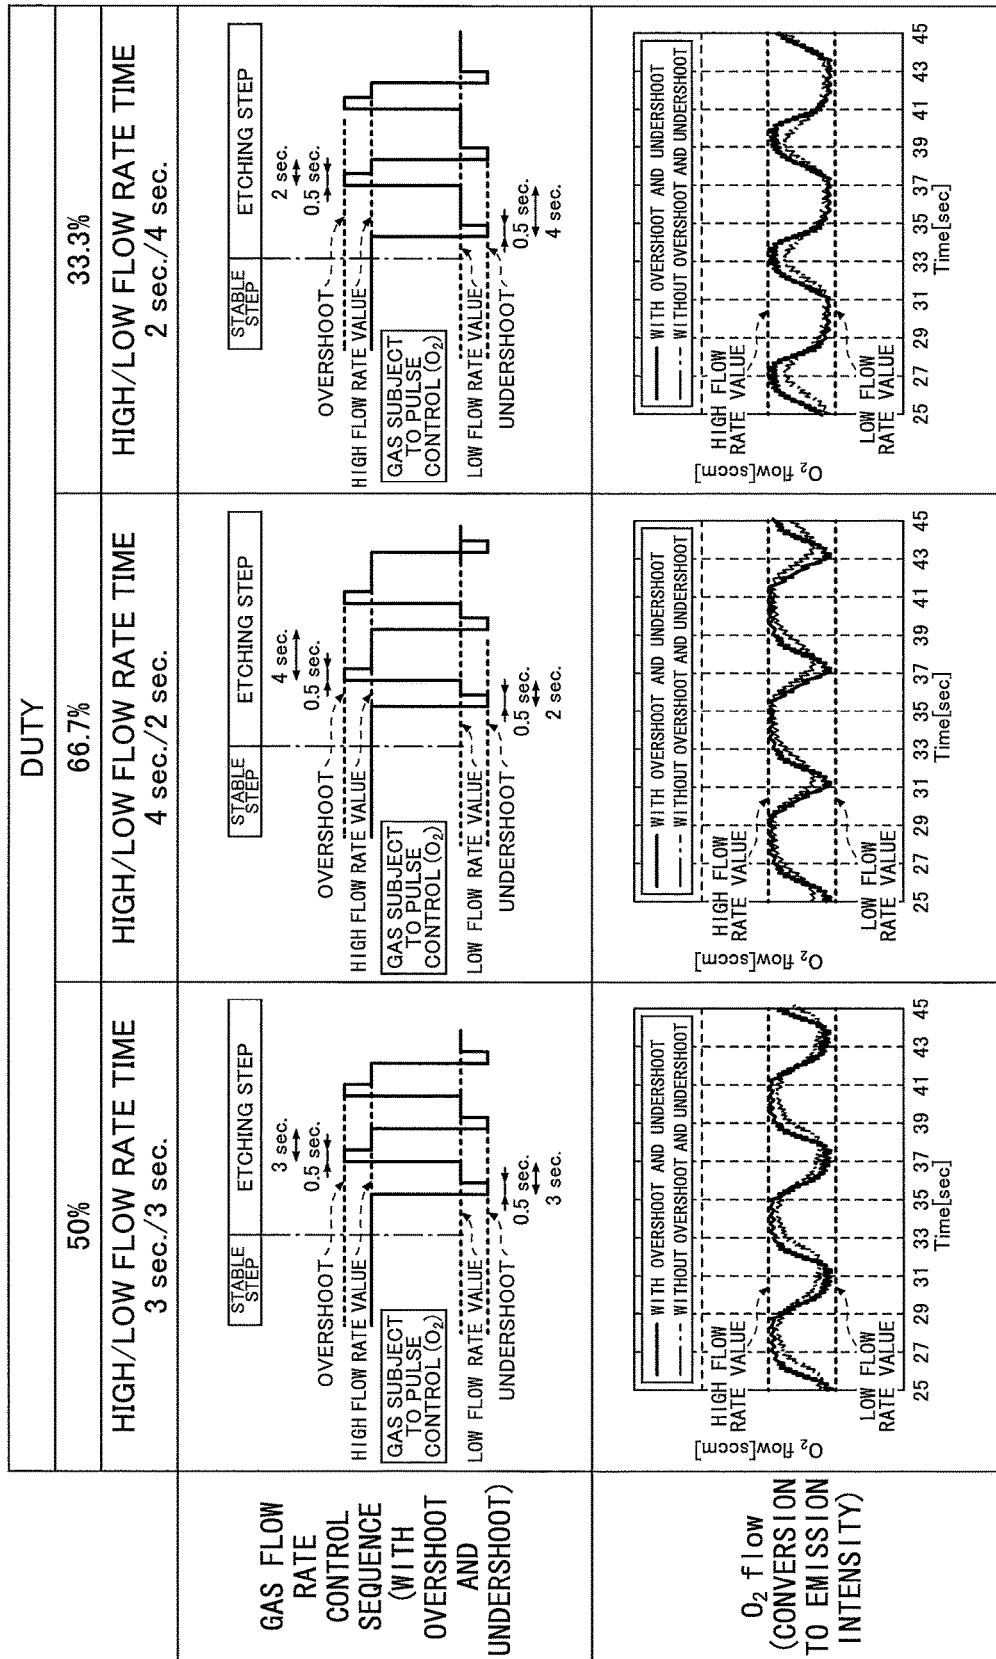 DUTY
50%
66.7%
33.3%
HIGH/LOW FLOW RATE TIME
3 sec./3 sec.
HIGH/LOW FLOW RATE TIME
4 sec./2 sec.
HIGH/LOW FLOW RATE TIME
2 sec./4 sec.
GAS FLOW
RATE
CONTROL
SEQUENCE
(WITH
OVERSHOOT
AND
UNDERSHOOT)
STABLE
STEP
ETCHING STEP
3 sec.
0.5 sec.
OVERSHOOT
HIGH FLOW RATE VALUE
GAS SUBJECT
TO PULSE
CONTROL (O₂)
LOW FLOW RATE VALUE
UNDERSHOOT
0.5 sec.
3 sec.
STABLE
STEP
ETCHING STEP
4 sec.
0.5 sec.
OVERSHOOT
HIGH FLOW RATE VALUE
GAS SUBJECT
TO PULSE
CONTROL (O₂)
LOW FLOW RATE VALUE
UNDERSHOOT
0.5 sec.
2 sec.
STABLE
STEP
ETCHING STEP
2 sec.
0.5 sec.
OVERSHOOT
HIGH FLOW RATE VALUE
GAS SUBJECT
TO PULSE
CONTROL (O₂)
LOW FLOW RATE VALUE
UNDERSHOOT
0.5 sec.
4 sec.
O₂ flow
(CONVERSION
TO EMISSION
INTENSITY)
WITH OVERSHOOT AND UNDERSHOOT
WITHOUT OVERSHOOT AND UNDERSHOOT
HIGH FLOW
RATE VALUE
O₂ flow[sccm]
LOW FLOW
RATE VALUE
25 27 29 31 33 35 37 39 41 43 45
Time[sec.]
WITH OVERSHOOT AND UNDERSHOOT
WITHOUT OVERSHOOT AND UNDERSHOOT
HIGH FLOW
RATE VALUE
O₂ flow[sccm]
LOW FLOW
RATE VALUE
25 27 29 31 33 35 37 39 41 43 45
Time[sec.]
WITH OVERSHOOT AND UNDERSHOOT
WITHOUT OVERSHOOT AND UNDERSHOOT
HIGH FLOW
RATE VALUE
O₂ flow[sccm]
LOW FLOW
RATE VALUE
25 27 29 31 33 35 37 39 41 43 45
Time[sec.]